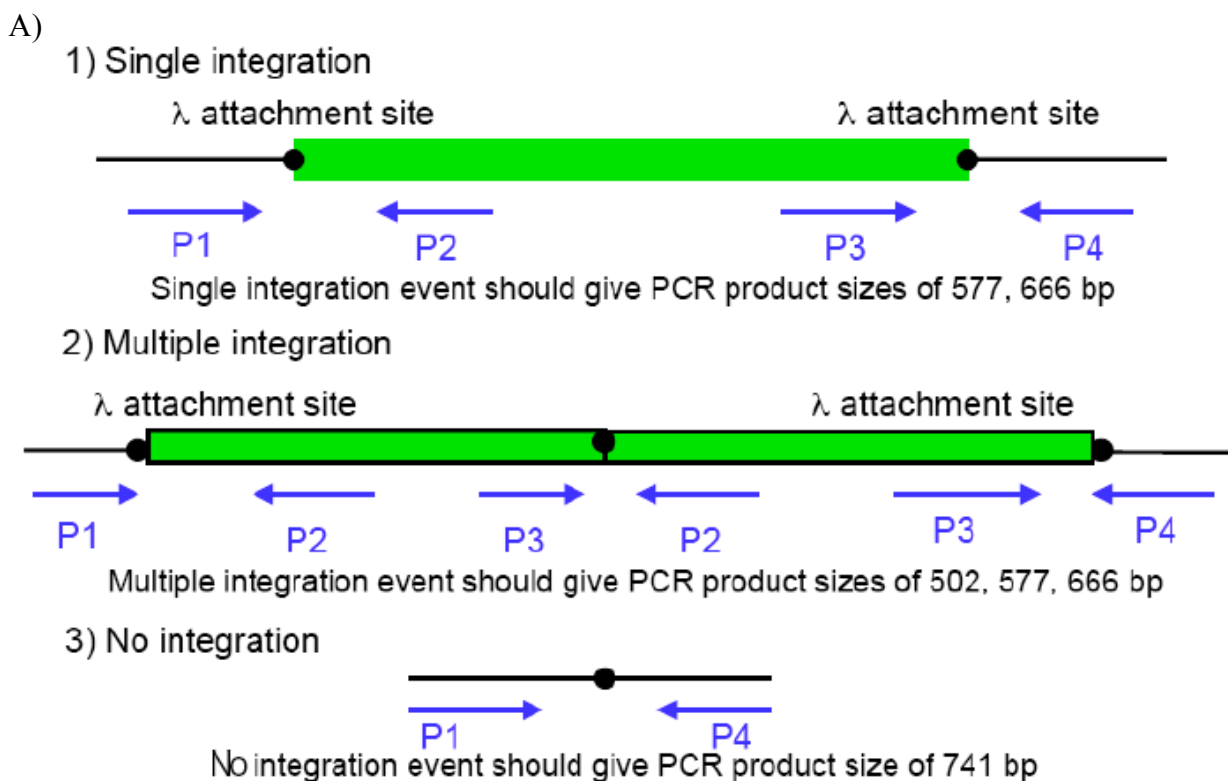 A)
1) Single integration
λ attachment site λ attachment site
P1 P2 P3 P4
Single integration event should give PCR product sizes of 577, 666 bp
2) Multiple integration
λ attachment site λ attachment site
P1 P2 P3 P2 P3 P4
Multiple integration event should give PCR product sizes of 502, 577, 666 bp
3) No integration
P1 P4
No integration event should give PCR product size of 741 bp